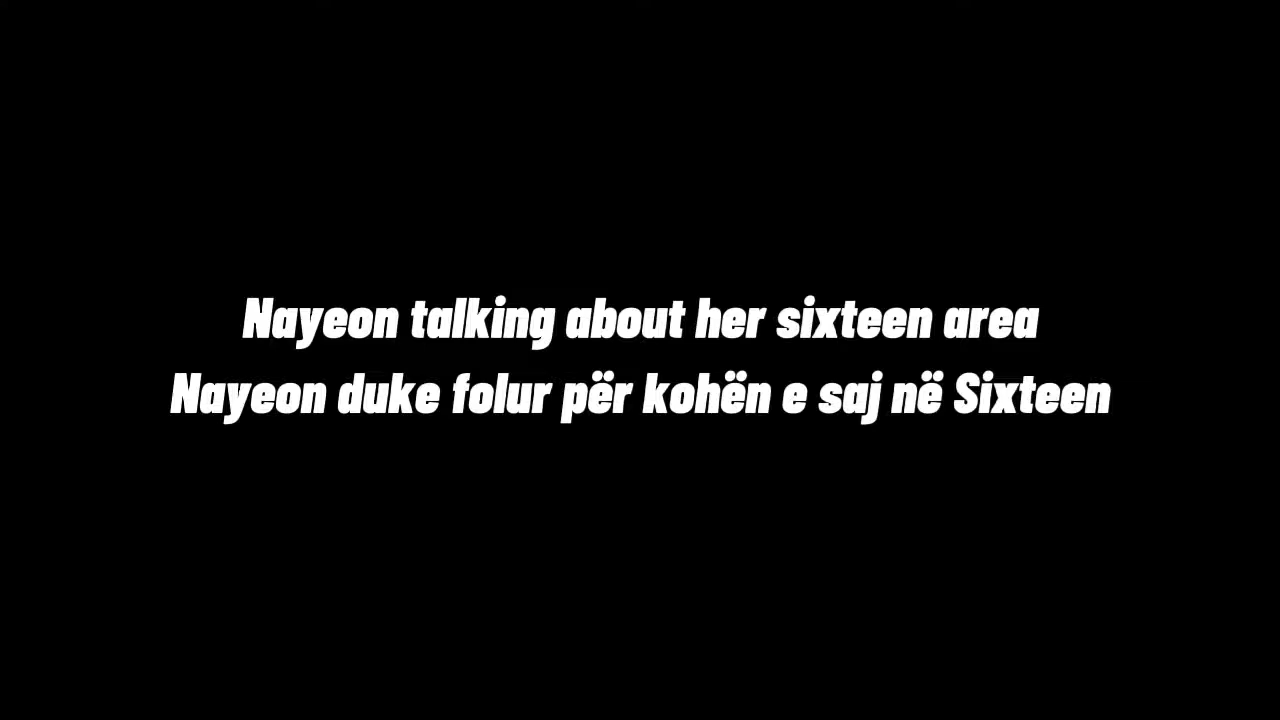 Nayeon talking about her sixteen area
Nayeon duke folur për kohën e saj në Sixteen